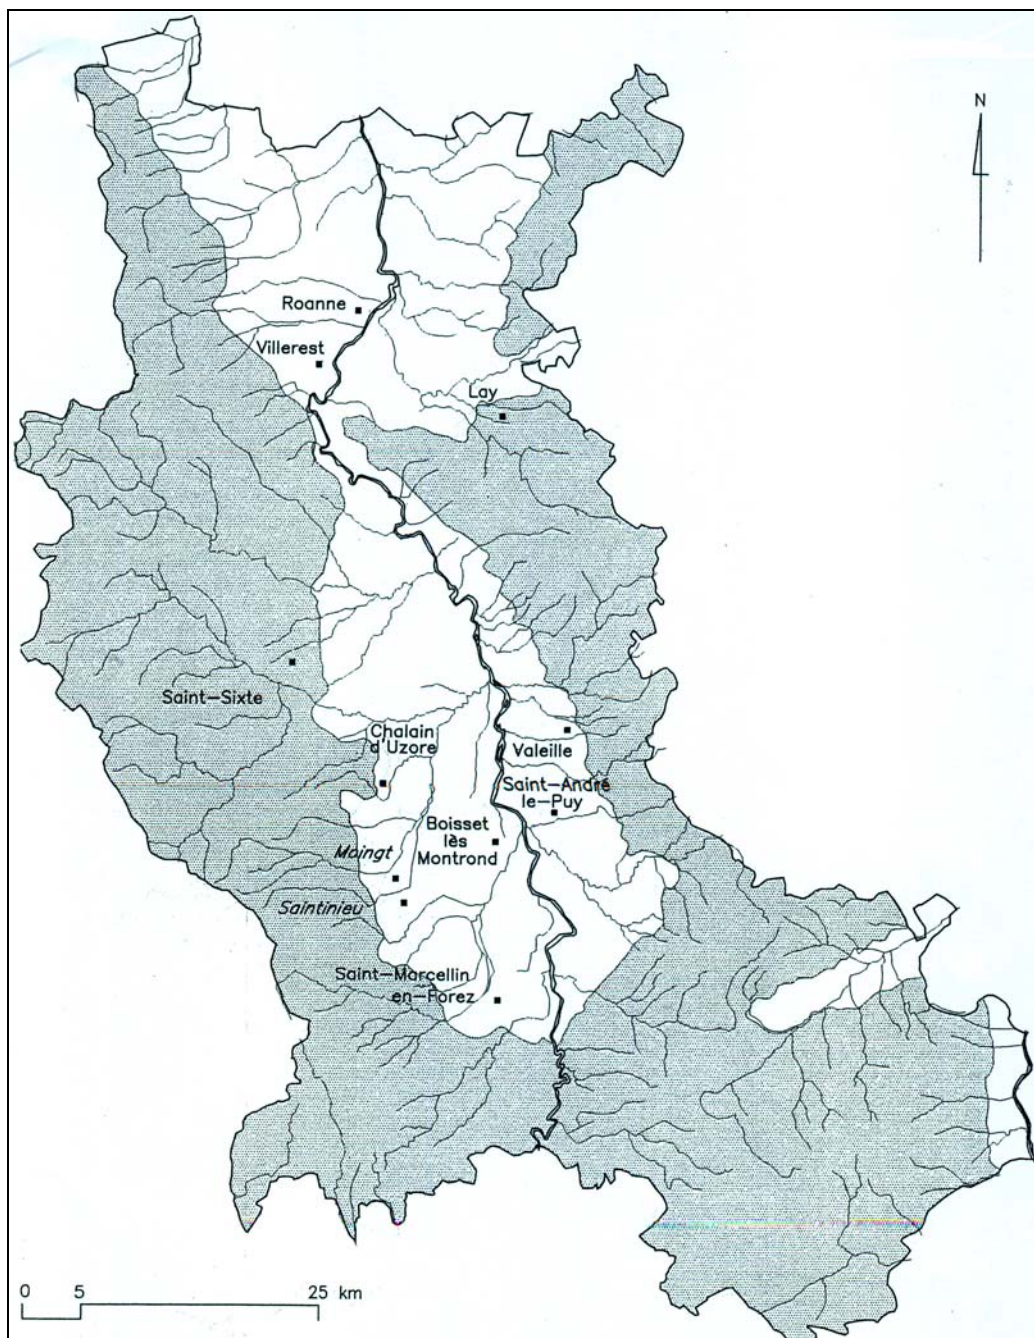 N
Roanne
Villerest
Lay
Saint-Sixte
Chalain
d'Uzore
Valeille
Saint-André
le-Puy
Boisset
lès
Montrond
Moingt
Saintinieu
Saint-Marcellin
en-Forez
0 5 25 km